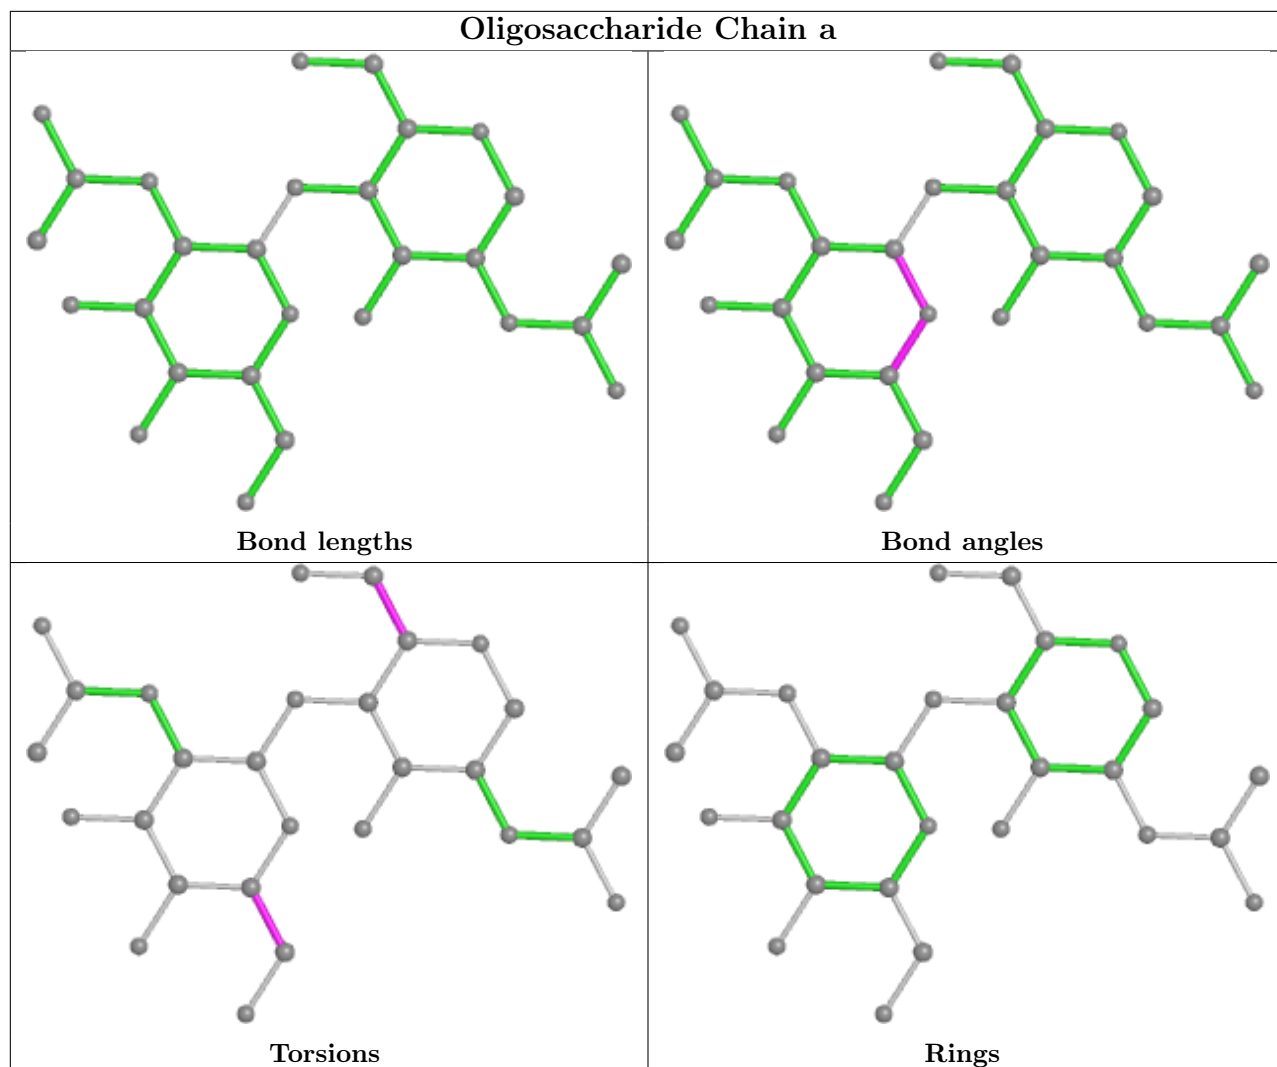 Oligosaccharide Chain a
Bond lengths
Bond angles
Torsions
Rings